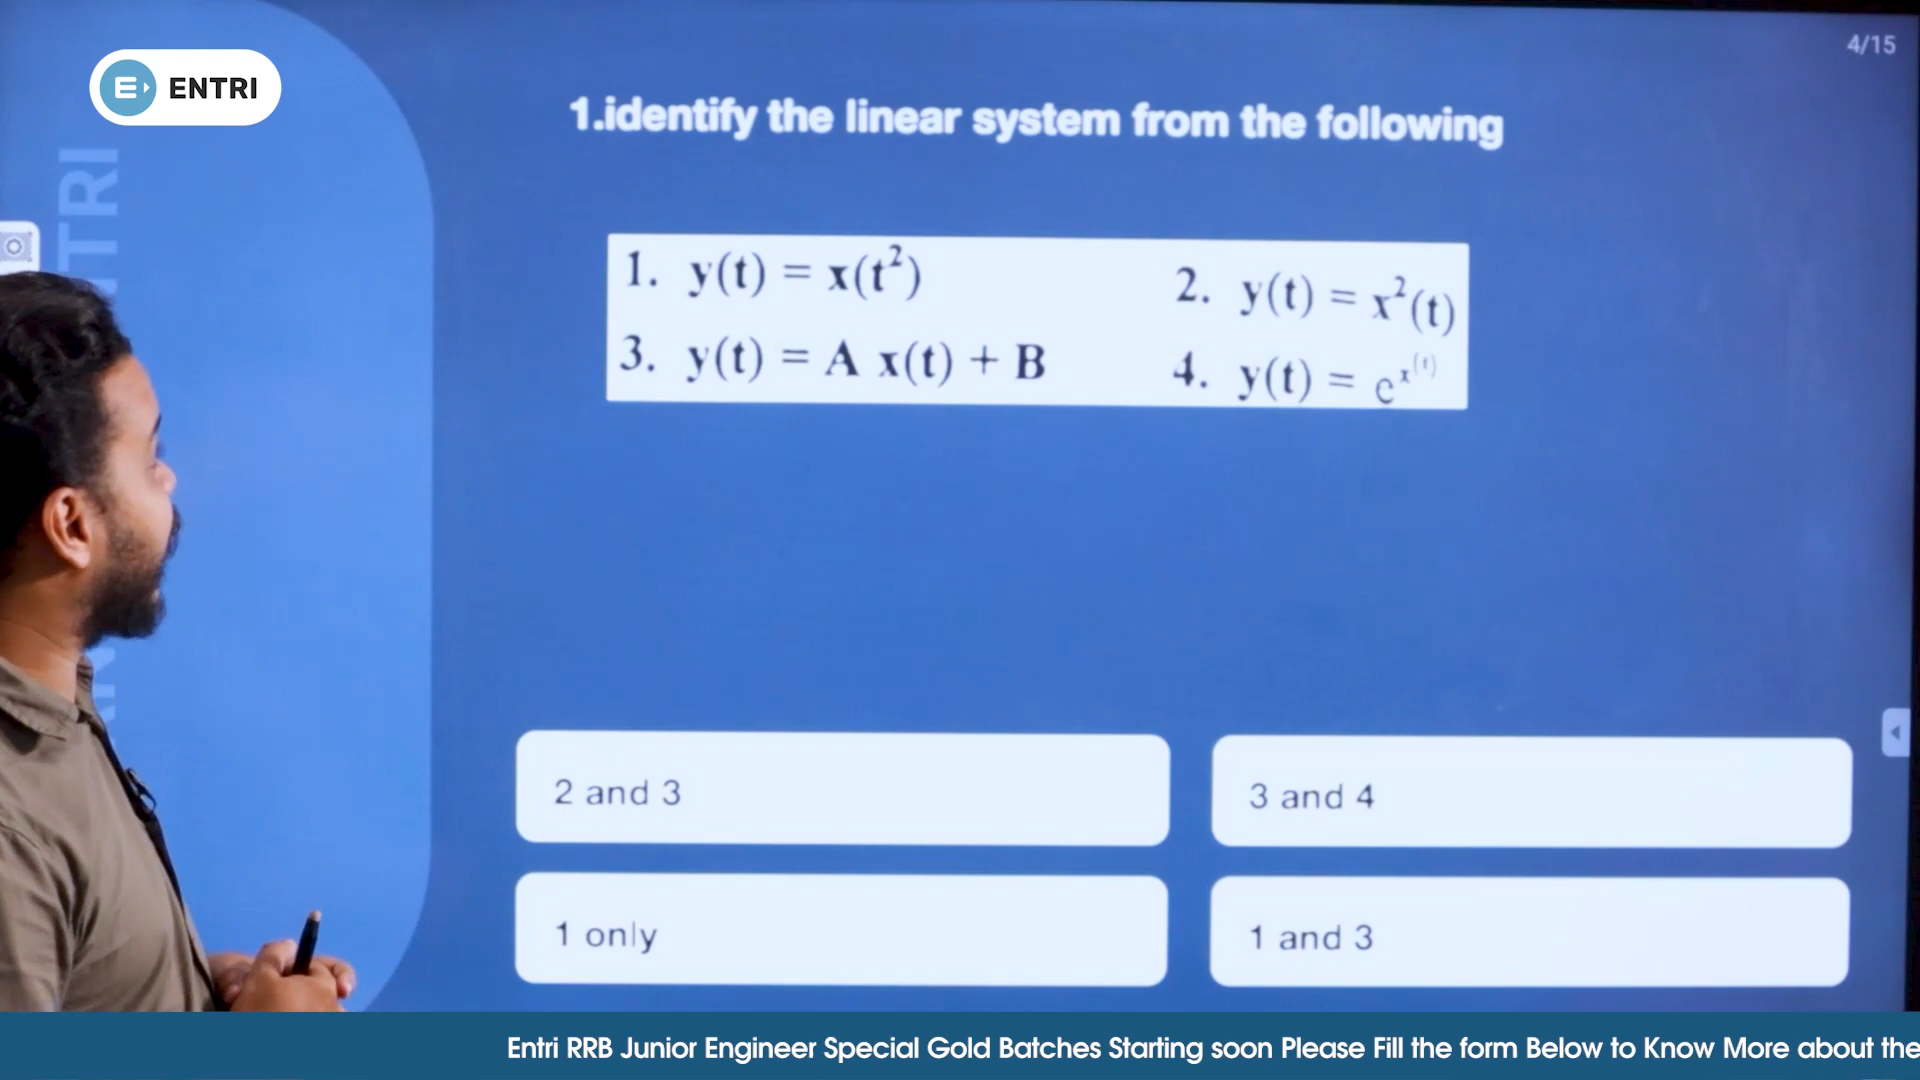 4/15
ENTRI
1.identify the linear system from the following
1. y(t) = x(t²)
2. y(t) = x²(t)
3. y(t) = A x(t) + B
4. y(t) = e^x^(t)
2 and 3
3 and 4
1 only
1 and 3
Entri RRB Junior Engineer Special Gold Batches Starting soon Please Fill the form Below to Know More about the